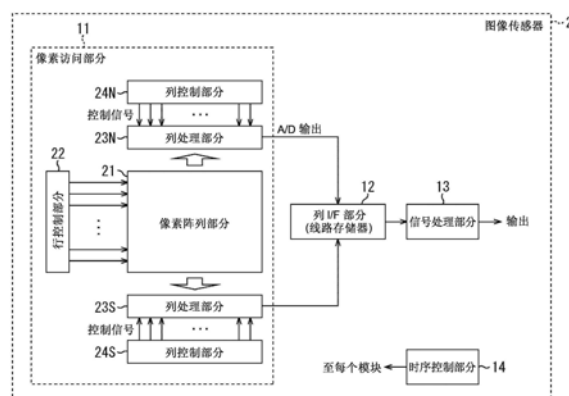 11
图像传感器
2
像素访问部分
24N
列控制部分
控制信号
...
23N
列处理部分
A/D 输出
22
行控制部分
21
像素阵列部分
12
列 I/F 部分
(线路存储器)
13
信号处理部分
输出
23S
列处理部分
控制信号
...
24S
列控制部分
至每个模块
时序控制部分
14